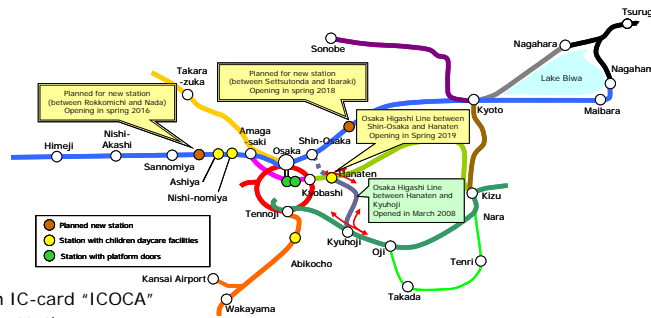 Tsurug
Sonobe
Nagahara
Takara
-zuka
Planned for new station
(between Settsutonda and Ibaraki)
Opening in spring 2018
Lake Biwa
Nagaham
Planned for new station
(between Rokkomichi and Nada)
Opening in spring 2016
Kyoto
Maibara
Osaka Higashi Line between
Shin-Osaka and Hanaten
Opening in Spring 2019
Amaga
-saki
Shin-Osaka
Osaka
Himeji
Nishi-
Akashi
Sannomiya
Ashiya
Nishi-nomiya
Hanaten
Kyobashi
Osaka Higashi Line
between Hanaten
and Kyuhoji
Opened in March 2008
Kizu
Nara
Tennoji
Planned new station
Station with children daycare facilities
Station with platform doors
Kyuhoji
Oji
Abikocho
Tenri
Kansai Airport
Takada
n IC-card "ICOCA"
Wakayama